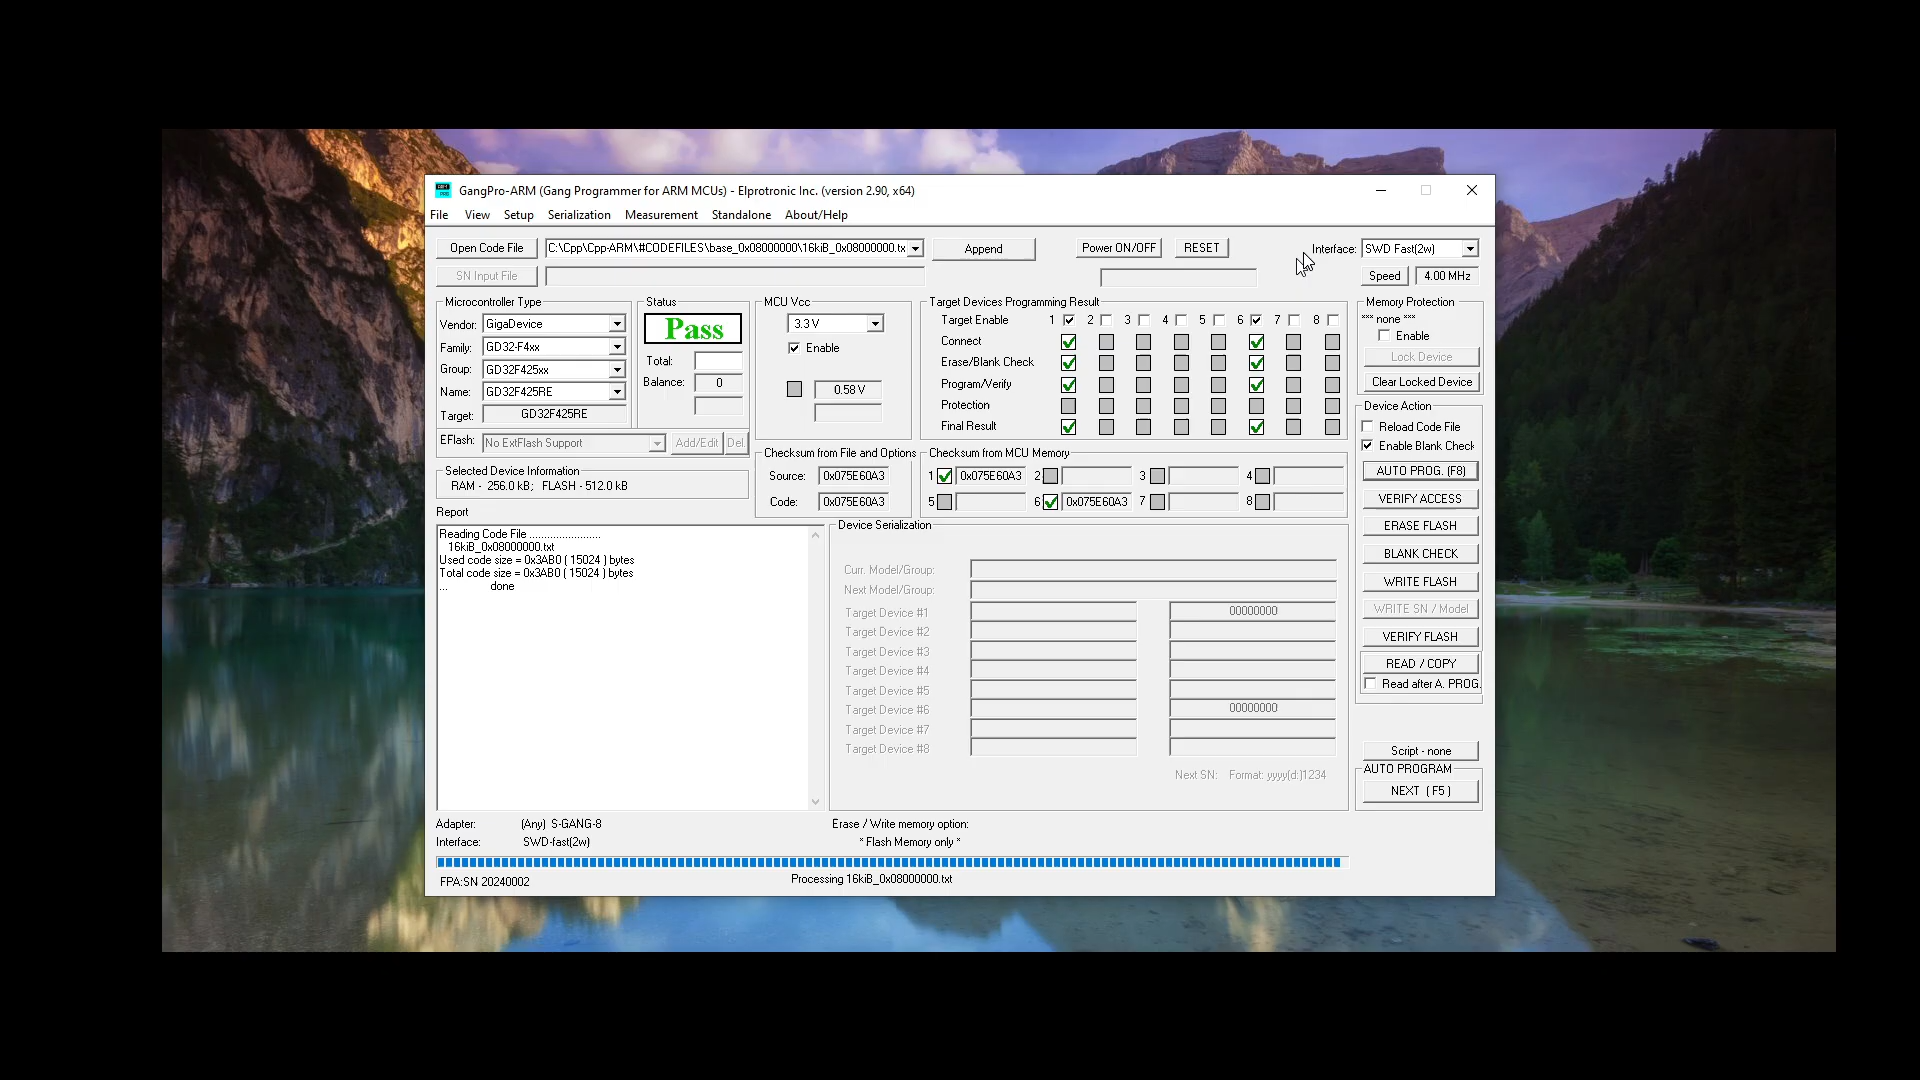 GangPro-ARM (Gang Programmer for ARM MCUs) - Elprotronic Inc. (version 2.90, x64)
File View Setup Serialization Measurement Standalone About/Help
Open Code File C:\Cpp\Cpp-ARM\#CODEFILES\base_0x08000000\16kiB_0x08000000.tx Append Power ON/OFF RESET Interface: SWD Fast(2w)
SN Input File Speed 4.00 MHz
Microcontroller Type
Vendor: GigaDevice
Family: GD32-F4xx
Group: GD32F425xx
Name: GD32F425RE
Target: GD32F425RE
EFlash: No ExtFlash Support Add/Edit Del.
Selected Device Information
RAM - 256.0 kB; FLASH - 512.0 kB
Status
Pass
Total:
Balance: 0
MCU Vcc
3.3 V
Enable
0.58 V
Target Devices Programming Result
Target Enable 1 2 3 4 5 6 7 8
Connect
Erase/Blank Check
Program/Verify
Protection
Final Result
Checksum from File and Options
Source: 0x075E60A3
Code: 0x075E60A3
Checksum from MCU Memory
1 0x075E60A3 2 3 4
5 6 0x075E60A3 7 8
Memory Protection
*** none ***
Enable
Lock Device
Clear Locked Device
Device Action
Reload Code File
Enable Blank Check
AUTO PROG. (F8)
VERIFY ACCESS
ERASE FLASH
BLANK CHECK
WRITE FLASH
WRITE SN / Model
VERIFY FLASH
READ / COPY
Read after A. PROG.
Script - none
AUTO PROGRAM
NEXT ( F5 )
Report
Reading Code File ........................
16kiB_0x08000000.txt
Used code size = 0x3AB0 ( 15024 ) bytes
Total code size = 0x3AB0 ( 15024 ) bytes
... done
Device Serialization
Curr. Model/Group:
Next Model/Group:
Target Device #1 00000000
Target Device #2
Target Device #3
Target Device #4
Target Device #5
Target Device #6 00000000
Target Device #7
Target Device #8
Next SN: Format: yyyy(d:)1234
Adapter: (Any) S-GANG-8
Interface: SWD-fast(2w)
Erase / Write memory option:
* Flash Memory only *
FPA:SN 20240002
Processing 16kiB_0x08000000.txt